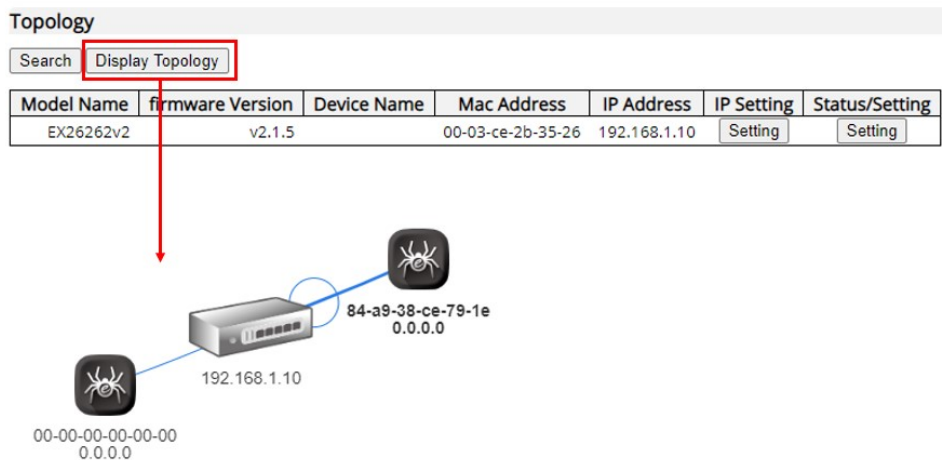 Topology
Search Display Topology
Model Name firmware Version Device Name Mac Address IP Address IP Setting Status/Setting
EX26262v2 v2.1.5 00-03-ce-2b-35-26 192.168.1.10 Setting Setting
84-a9-38-ce-79-1e
0.0.0.0
192.168.1.10
00-00-00-00-00-00
0.0.0.0